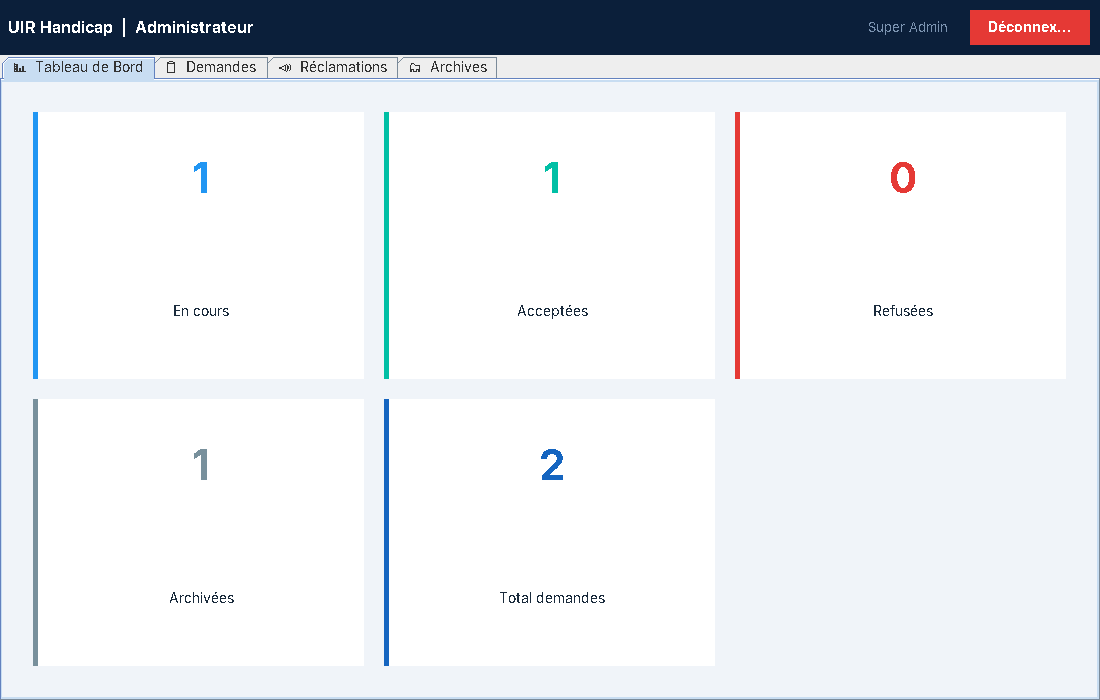 UIR Handicap | Administrateur
Super Admin
Déconnex...
Tableau de Bord
Demandes
Réclamations
Archives
1
En cours
1
Acceptées
0
Refusées
1
Archivées
2
Total demandes